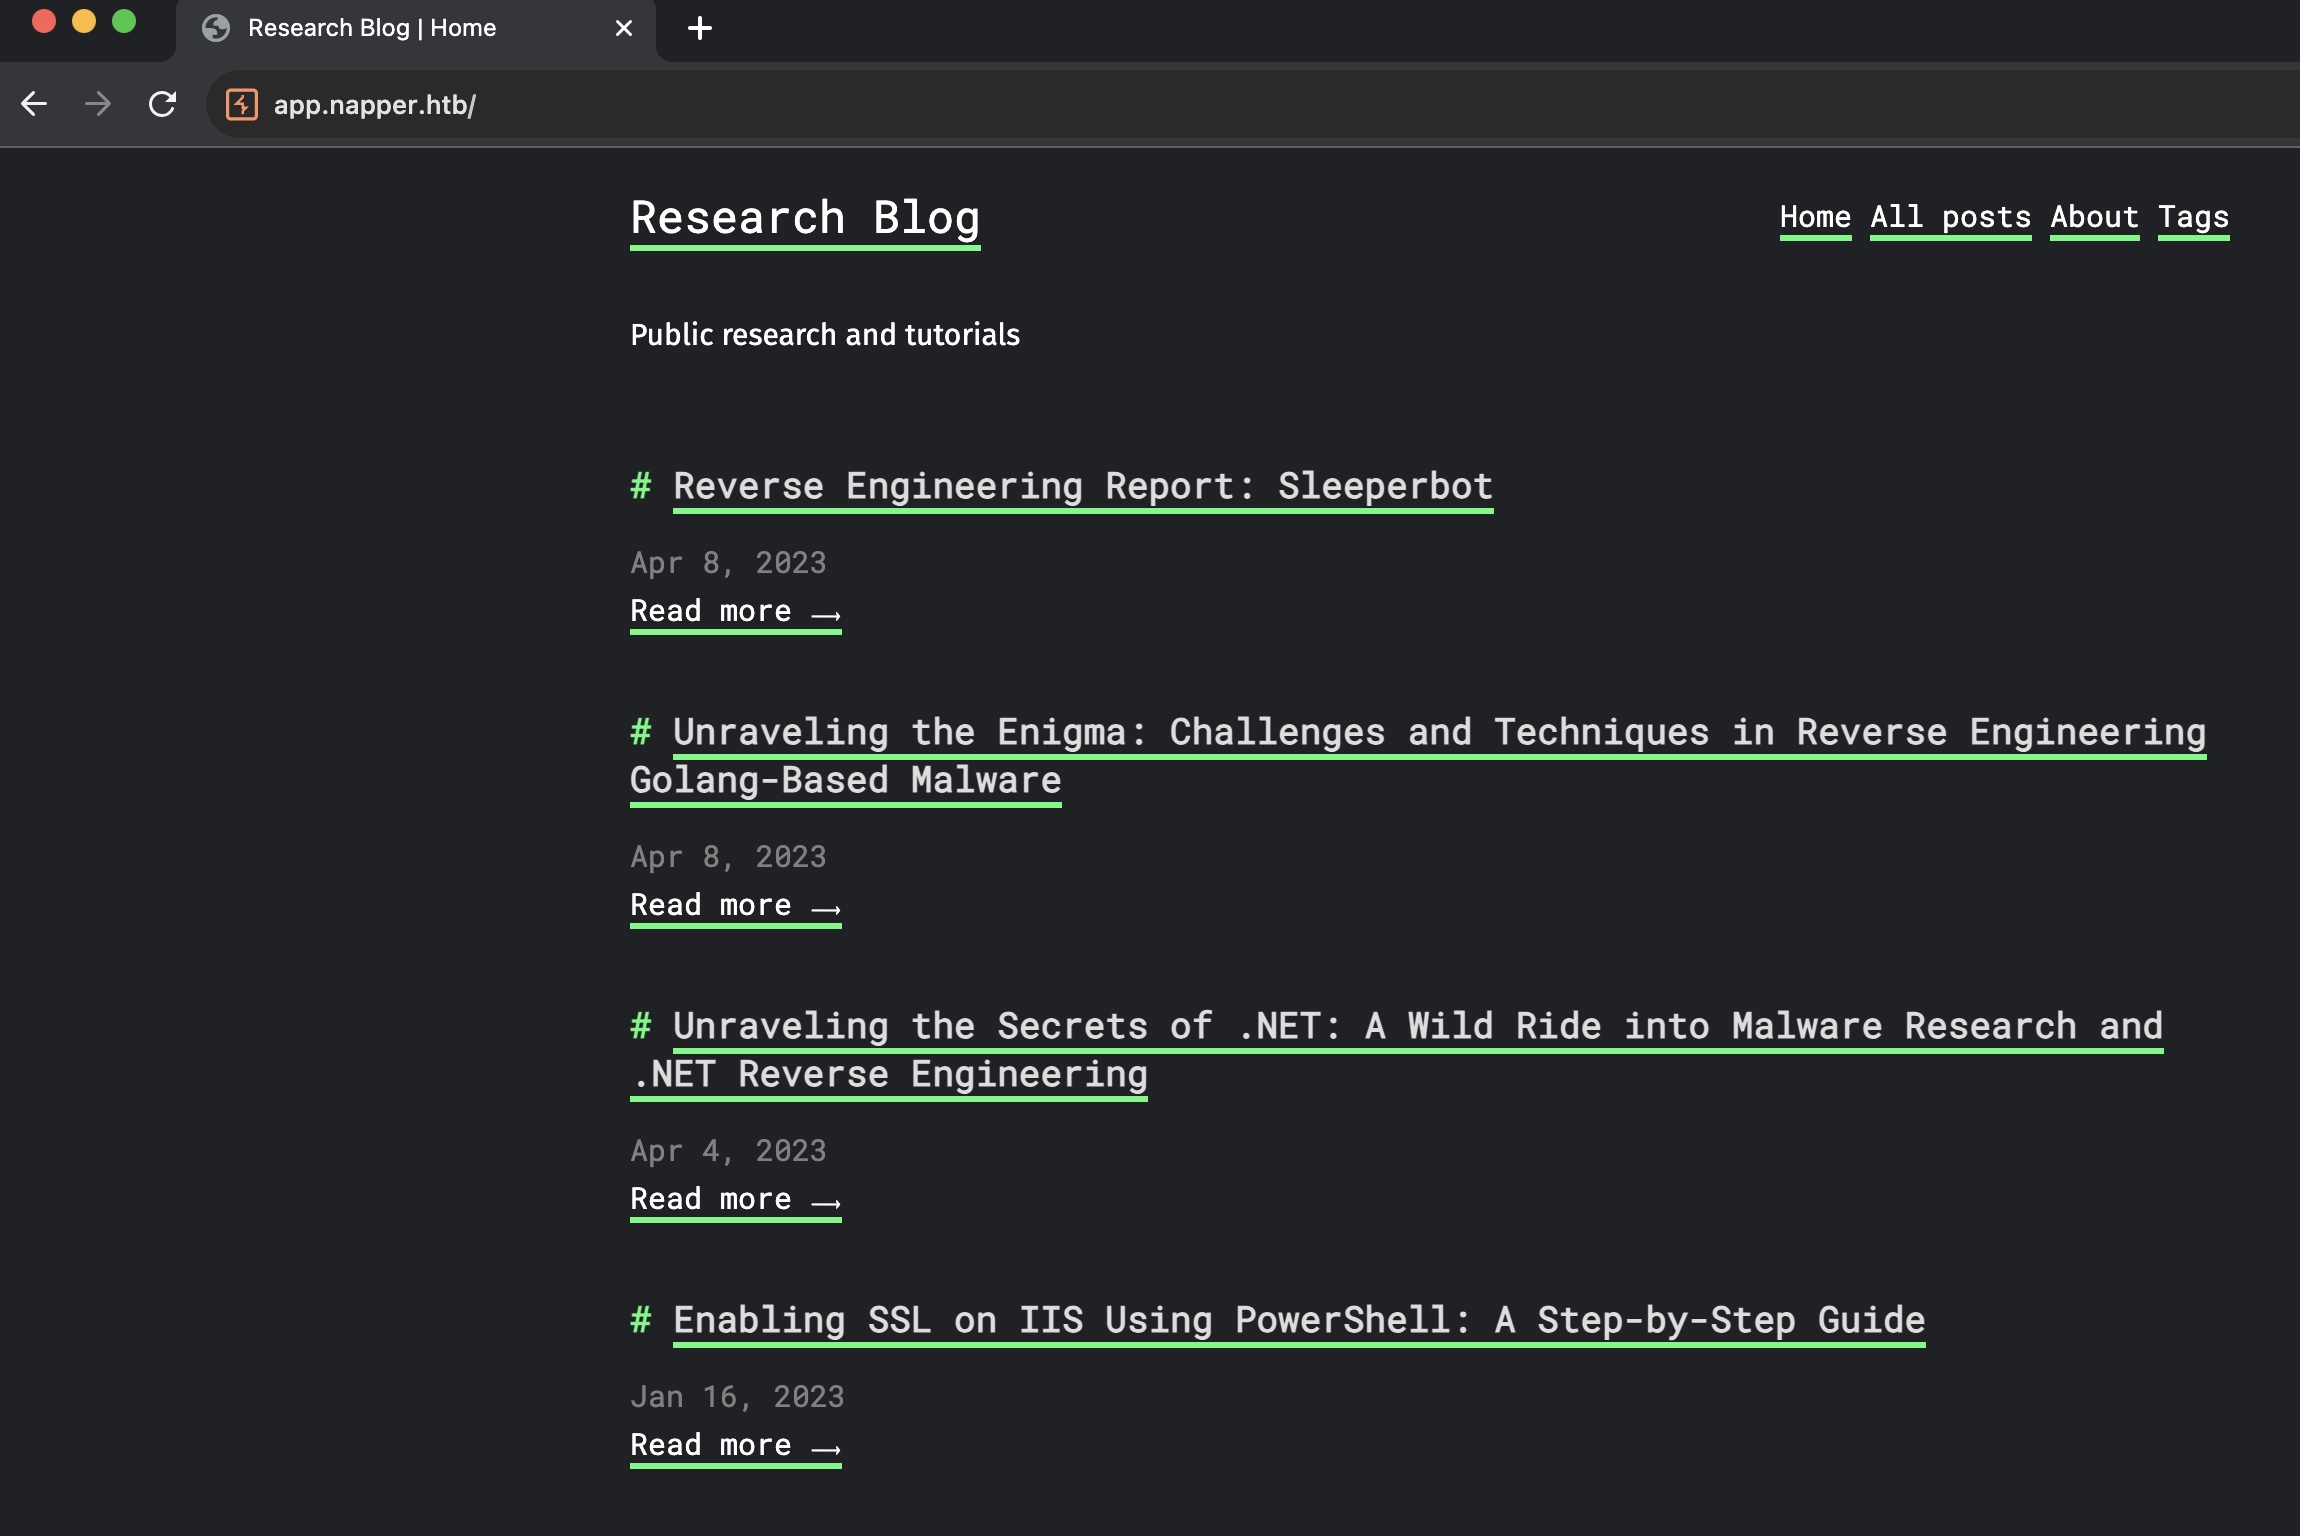 Research Blog | Home
app.napper.htb/
Research Blog
Home All posts About Tags
Public research and tutorials
# Reverse Engineering Report: Sleeperbot
Apr 8, 2023
Read more ⟶
# Unraveling the Enigma: Challenges and Techniques in Reverse Engineering
Golang-Based Malware
Apr 8, 2023
Read more ⟶
# Unraveling the Secrets of .NET: A Wild Ride into Malware Research and
.NET Reverse Engineering
Apr 4, 2023
Read more ⟶
# Enabling SSL on IIS Using PowerShell: A Step-by-Step Guide
Jan 16, 2023
Read more ⟶